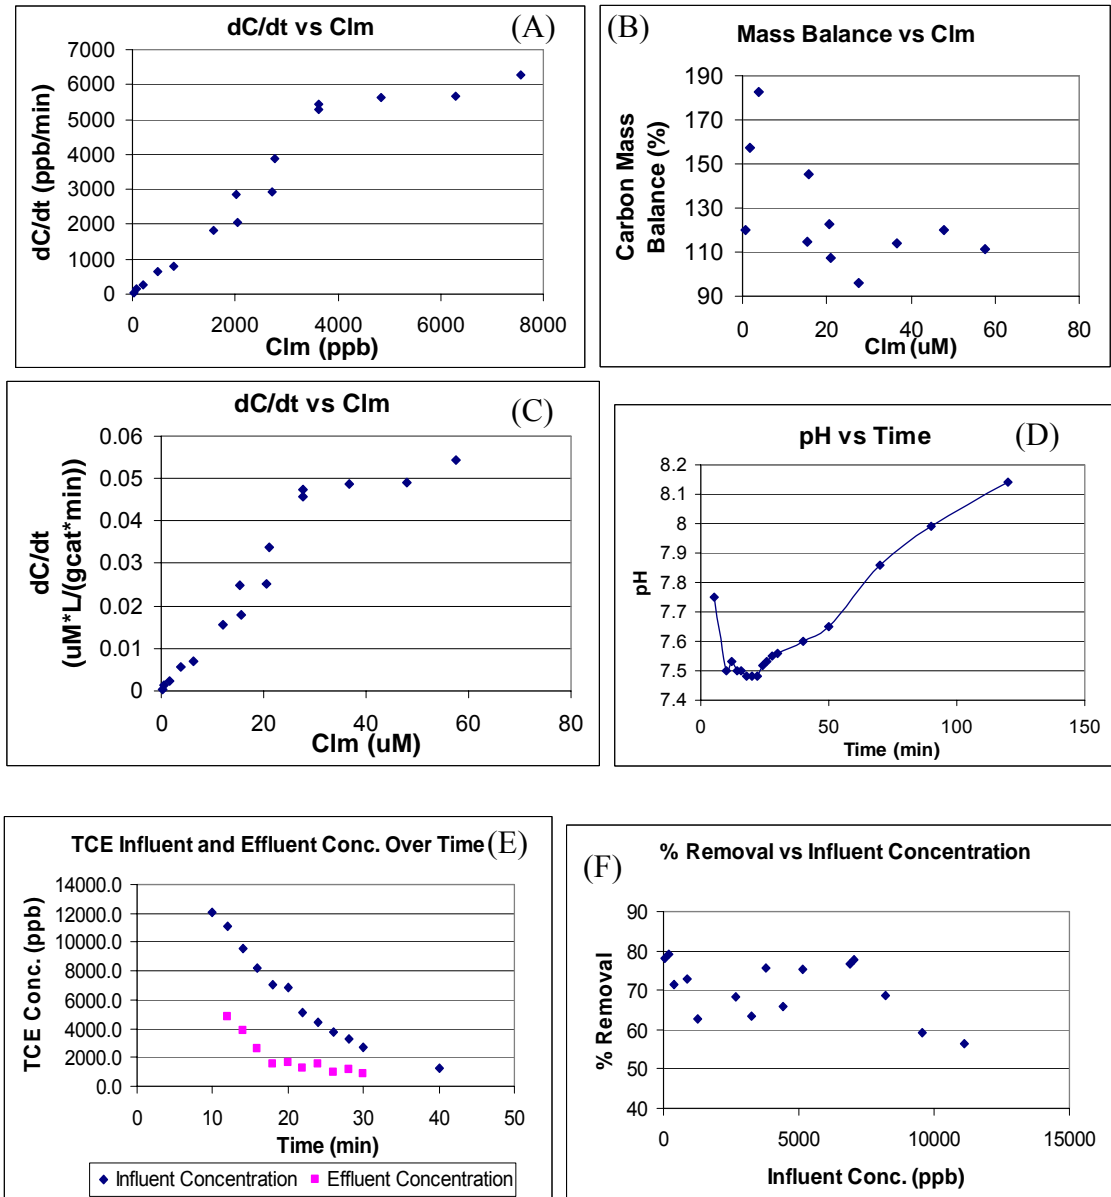 dC/dt vs Clm
(A)
dC/dt (ppb/min)
7000
6000
5000
4000
3000
2000
1000
0
0 2000 4000 6000 8000
Clm (ppb)
(B)
Mass Balance vs Clm
Carbon Mass
Balance (%)
190
170
150
130
110
90
0 20 40 60 80
Clm (uM)
dC/dt vs Clm
(C)
dC/dt
(uM*L/(gcat*min))
0.06
0.05
0.04
0.03
0.02
0.01
0
0 20 40 60 80
Clm (uM)
pH vs Time
(D)
pH
8.2
8.1
8
7.9
7.8
7.7
7.6
7.5
7.4
0 50 100 150
Time (min)
TCE Influent and Effluent Conc. Over Time
(E)
TCE Conc. (ppb)
14000.0
12000.0
10000.0
8000.0
6000.0
4000.0
2000.0
0.0
0 10 20 30 40 50
Time (min)
Influent Concentration Effluent Concentration
(F)
% Removal vs Influent Concentration
% Removal
90
80
70
60
50
40
0 5000 10000 15000
Influent Conc. (ppb)